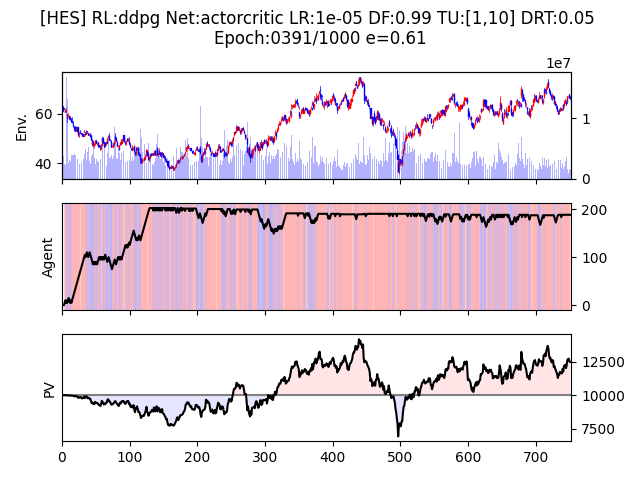 [HES] RL:ddpg Net:actorcritic LR:1e-05 DF:0.99 TU:[1,10] DRT:0.05
Epoch:0391/1000 e=0.61
1e7
Env.
60
40
1
0
Agent
200
100
0
PV
12500
10000
7500
0 100 200 300 400 500 600 700